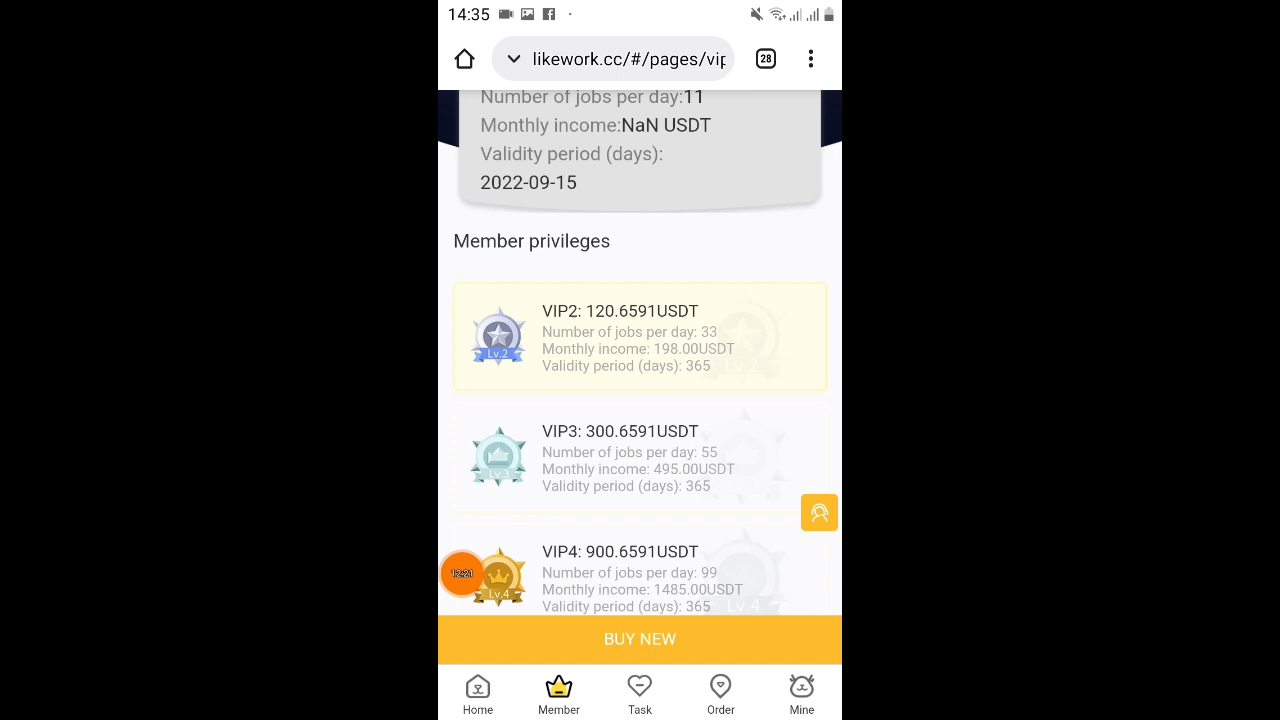 14:35
likework.cc/#/pages/vip
28
Number of jobs per day:11
Monthly income:NaN USDT
Validity period (days):
2022-09-15
Member privileges
VIP2: 120.6591USDT
Number of jobs per day: 33
Monthly income: 198.00USDT
Validity period (days): 365
Lv.2
VIP3: 300.6591USDT
Number of jobs per day: 55
Monthly income: 495.00USDT
Validity period (days): 365
Lv.3
VIP4: 900.6591USDT
Number of jobs per day: 99
Monthly income: 1485.00USDT
Validity period (days): 365
Lv.4
Lv.4
12:21
BUY NEW
Home Member Task Order Mine